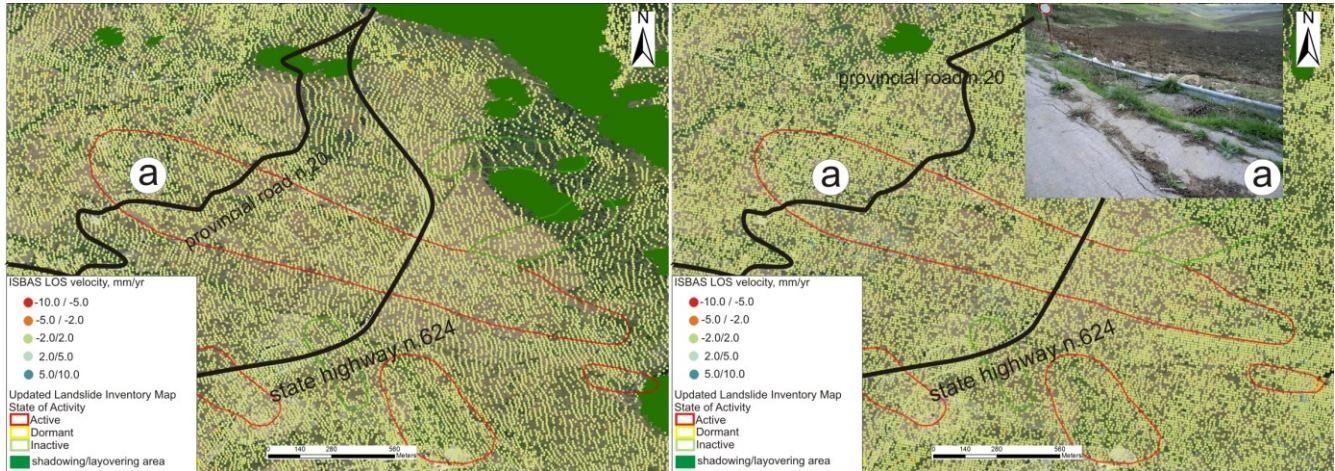 N
a
provincial road n.20
state highway n.624
ISBAS LOS velocity, mm/yr
-10.0 / -5.0
-5.0 / -2.0
-2.0/2.0
2.0/5.0
5.0/10.0
Updated Landslide Inventory Map
State of Activity
Active
Dormant
Inactive
shadowing/layovering area
0 140 280 560
Meters
N
provincial road n.20
a
a
state highway n.624
ISBAS LOS velocity, mm/yr
-10.0 / -5.0
-5.0 / -2.0
-2.0/2.0
2.0/5.0
5.0/10.0
Updated Landslide Inventory Map
State of Activity
Active
Dormant
Inactive
shadowing/layovering area
0 140 280 560
Meters